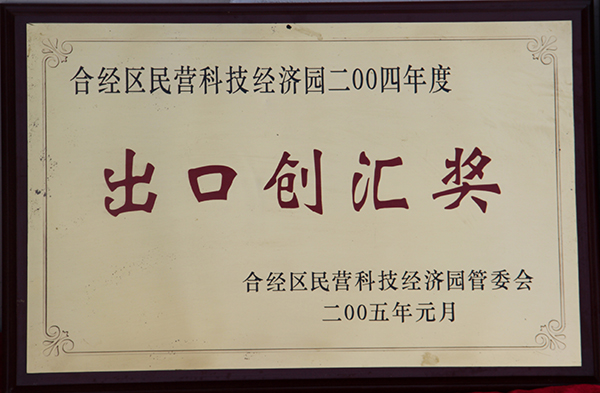 合经区民营科技经济园二00四年度
出口创汇奖
合经区民营科技经济园管委会
二00五年元月